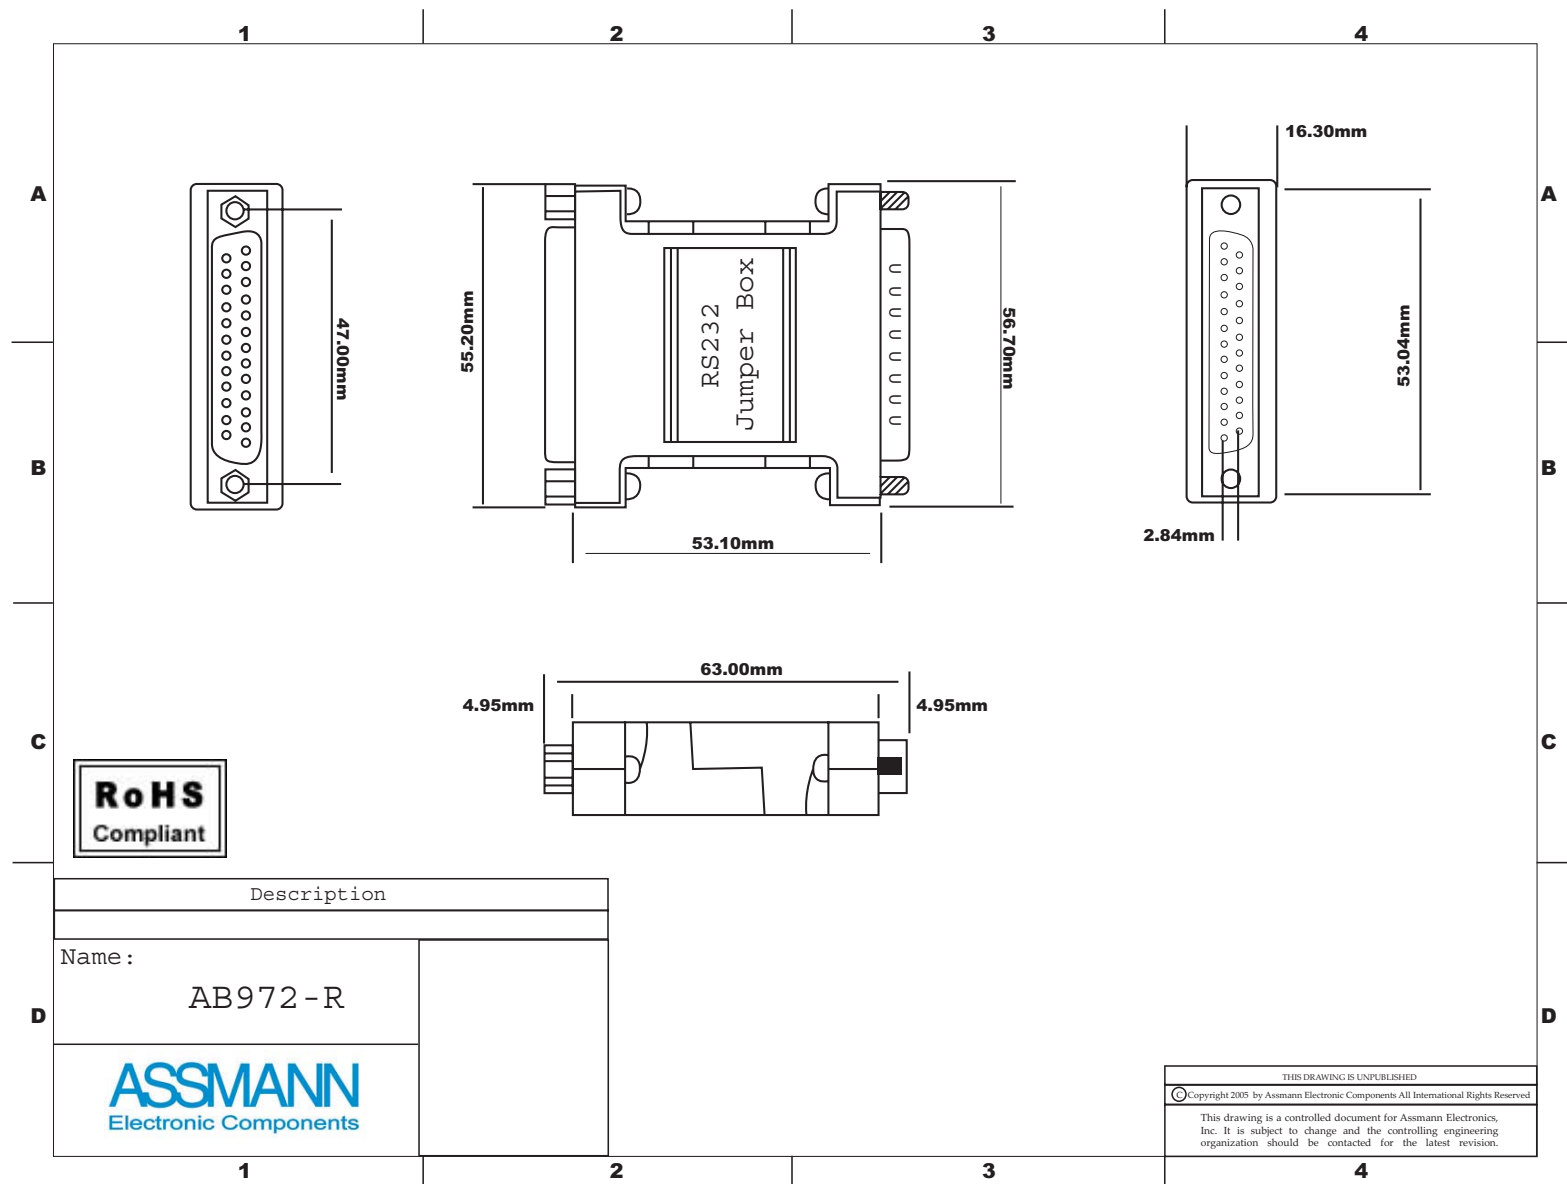 1 2 3 4
A A
16.30mm
47.00mm
55.20mm
RS232
Jumper Box
56.70mm
53.04mm
B B
2.84mm
53.10mm
63.00mm
4.95mm 4.95mm
C C
RoHS
Compliant
Description
Name:
AB972-R
D D
ASSMANN
Electronic Components
THIS DRAWING IS UNPUBLISHED
© Copyright 2005 by Assmann Electronic Components All International Rights Reserved
This drawing is a controlled document for Assmann Electronics,
Inc. It is subject to change and the controlling engineering
organization should be contacted for the latest revision.
1 2 3 4